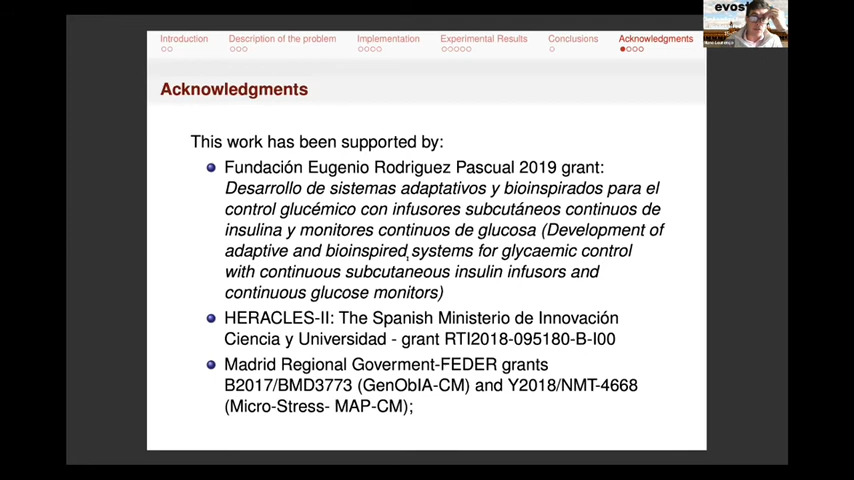 Introduction
Description of the problem
Implementation
Experimental Results
Conclusions
Acknowledgments
evost
Acknowledgments
This work has been supported by:
Fundación Eugenio Rodriguez Pascual 2019 grant:
Desarrollo de sistemas adaptativos y bioinspirados para el
control glucémico con infusores subcutáneos continuos de
insulina y monitores continuos de glucosa (Development of
adaptive and bioinspired systems for glycaemic control
with continuous subcutaneous insulin infusors and
continuous glucose monitors)
HERACLES-II: The Spanish Ministerio de Innovación
Ciencia y Universidad - grant RTI2018-095180-B-I00
Madrid Regional Goverment-FEDER grants
B2017/BMD3773 (GenObIA-CM) and Y2018/NMT-4668
(Micro-Stress- MAP-CM);